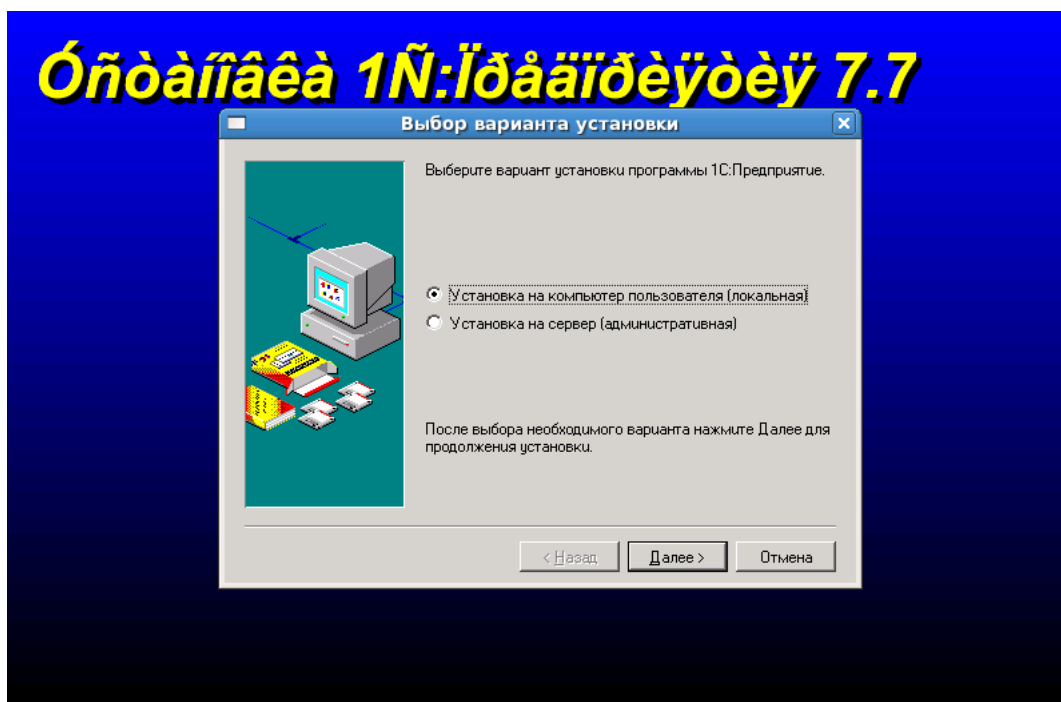 Óñòàíîâêà 1Ñ:Ïðåäïðèÿòèÿ 7.7
Выбор варианта установки
Выберите вариант установки программы 1С:Предприятие.
Установка на компьютер пользователя (локальная)
Установка на сервер (административная)
После выбора необходимого варианта нажмите Далее для
продолжения установки.
< Назад
Далее >
Отмена